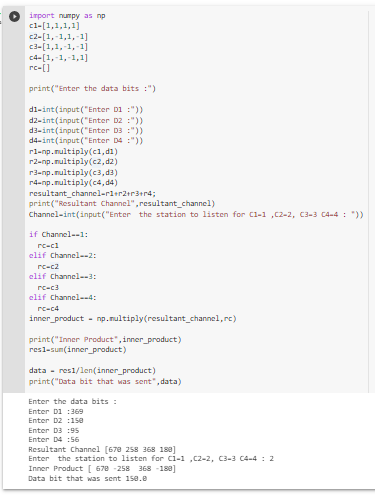 import numpy as np
c1=[1,1,1,1]
c2=[1,-1,1,-1]
c3=[1,1,-1,-1]
c4=[1,-1,-1,1]
rc=[]
print("Enter the data bits :")
d1=int(input("Enter D1 :"))
d2=int(input("Enter D2 :"))
d3=int(input("Enter D3 :"))
d4=int(input("Enter D4 :"))
r1=np.multiply(c1,d1)
r2=np.multiply(c2,d2)
r3=np.multiply(c3,d3)
r4=np.multiply(c4,d4)
resultant_channel=r1+r2+r3+r4;
print("Resultant Channel",resultant_channel)
Channel=int(input("Enter  the station to listen for C1=1 ,C2=2, C3=3 C4=4 : "))
if Channel==1:
  rc=c1
elif Channel==2:
  rc=c2
elif Channel==3:
  rc=c3
elif Channel==4:
  rc=c4
inner_product = np.multiply(resultant_channel,rc)
print("Inner Product",inner_product)
res1=sum(inner_product)
data = res1/len(inner_product)
print("Data bit that was sent",data)
Enter the data bits :
Enter D1 :369
Enter D2 :150
Enter D3 :95
Enter D4 :56
Resultant Channel [670 258 368 180]
Enter  the station to listen for C1=1 ,C2=2, C3=3 C4=4 : 2
Inner Product [ 670 -258  368 -180]
Data bit that was sent 150.0